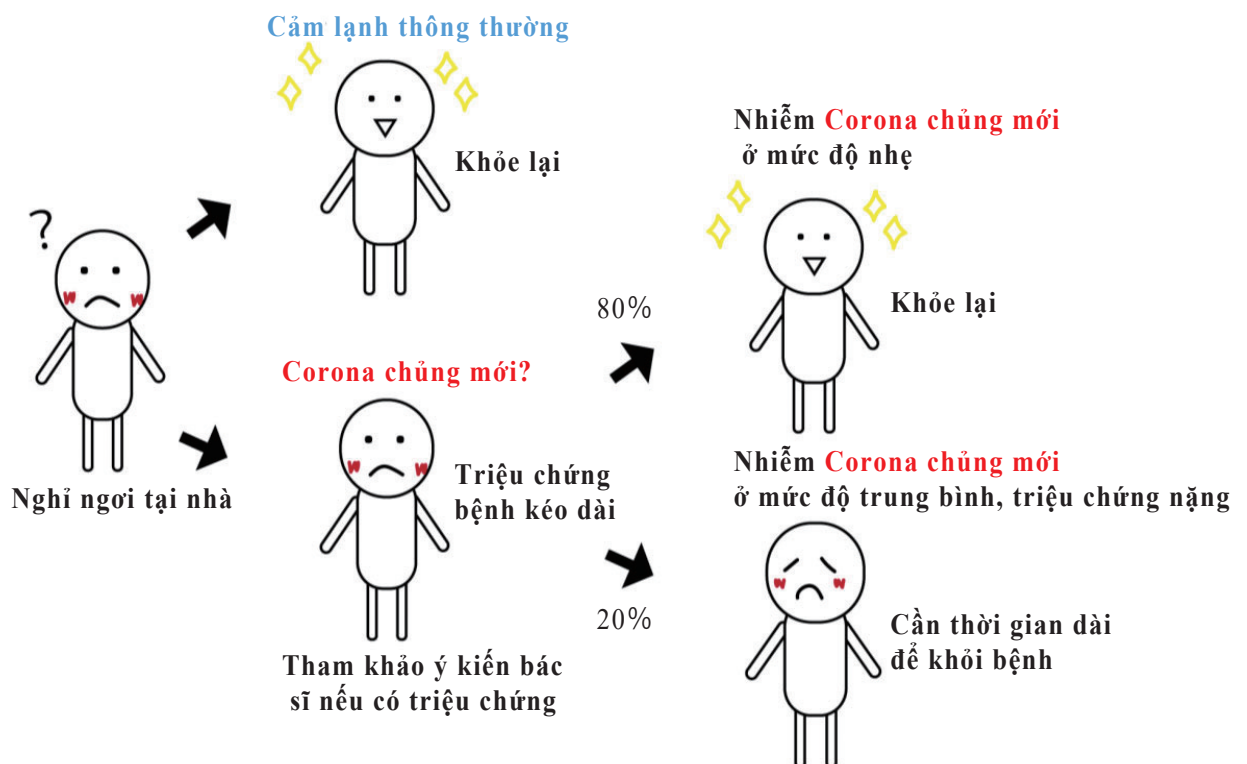 Cảm lạnh thông thường
Khỏe lại
?
Nghỉ ngơi tại nhà
Corona chủng mới?
Triệu chứng
bệnh kéo dài
Tham khảo ý kiến bác
sĩ nếu có triệu chứng
80%
Nhiễm Corona chủng mới
ở mức độ nhẹ
Khỏe lại
20%
Nhiễm Corona chủng mới
ở mức độ trung bình, triệu chứng nặng
Cần thời gian dài
để khỏi bệnh